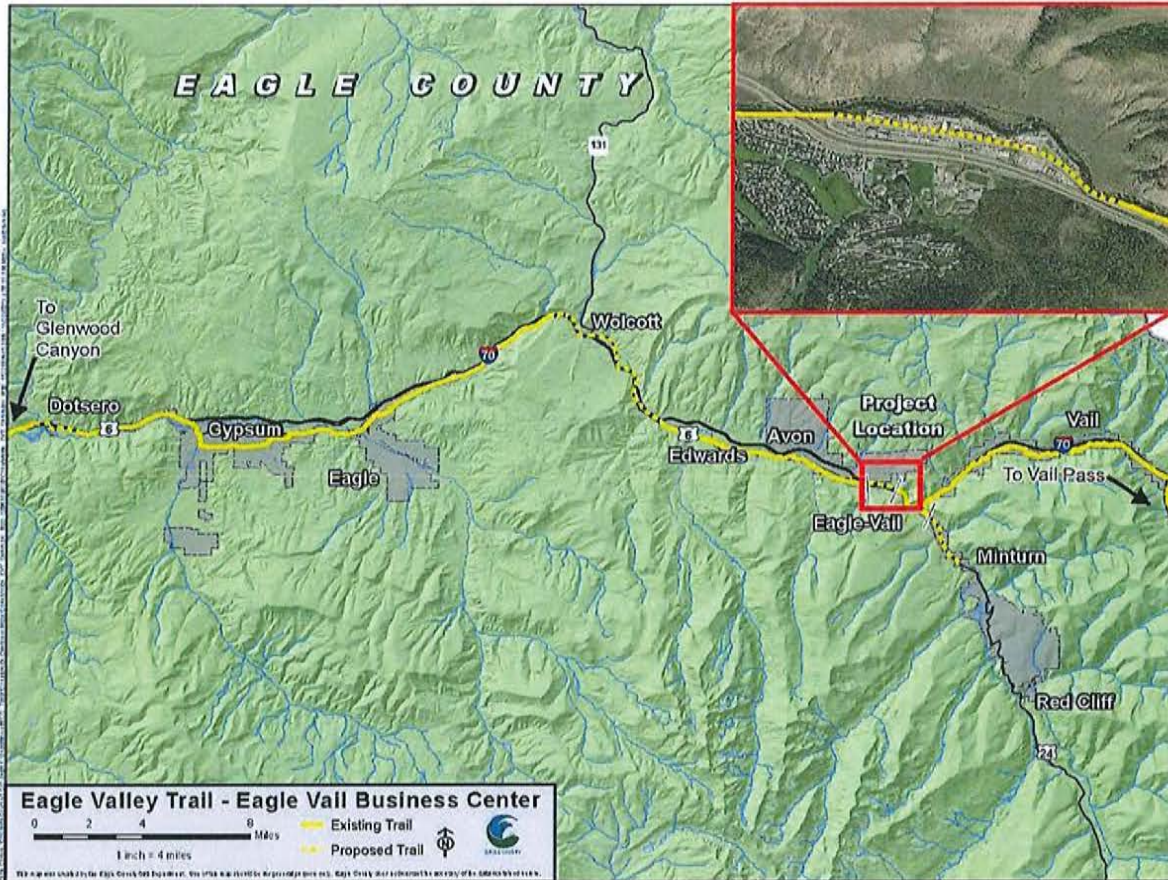 EAGLE COUNTY
131
To
Glenwood
Canyon
Wolcott
70
Dotsero
6
Gypsum
Eagle
6
Edwards
Avon
Project
Location
Vail
70
To Vail Pass
Eagle-Vail
Minturn
Red Cliff
24
Eagle Valley Trail - Eagle Vail Business Center
0 2 4 8
Miles
1 inch = 4 miles
Existing Trail
Proposed Trail
N